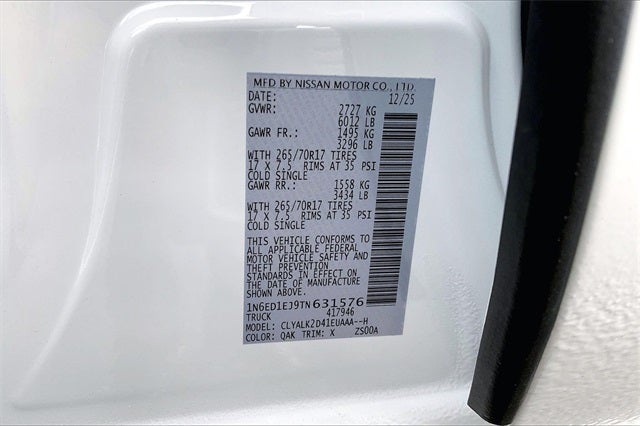 MFD BY NISSAN MOTOR CO., LTD.
DATE: 12/25
GVWR: 2727 KG
6012 LB
GAWR FR.: 1495 KG
3296 LB
WITH 265/70R17 TIRES
17 X 7.5 RIMS AT 35 PSI
COLD SINGLE
GAWR RR.: 1558 KG
3434 LB
WITH 265/70R17 TIRES
17 X 7.5 RIMS AT 35 PSI
COLD SINGLE
THIS VEHICLE CONFORMS TO
ALL APPLICABLE FEDERAL
MOTOR VEHICLE SAFETY AND
THEFT PREVENTION
STANDARDS IN EFFECT ON
THE DATE OF MANUFACTURE
SHOWN ABOVE.
1N6ED1EJ9TN631576
TRUCK 417946
MODEL: CLYALK2D41EUAAA--H
COLOR: QAK TRIM: X ZS00A